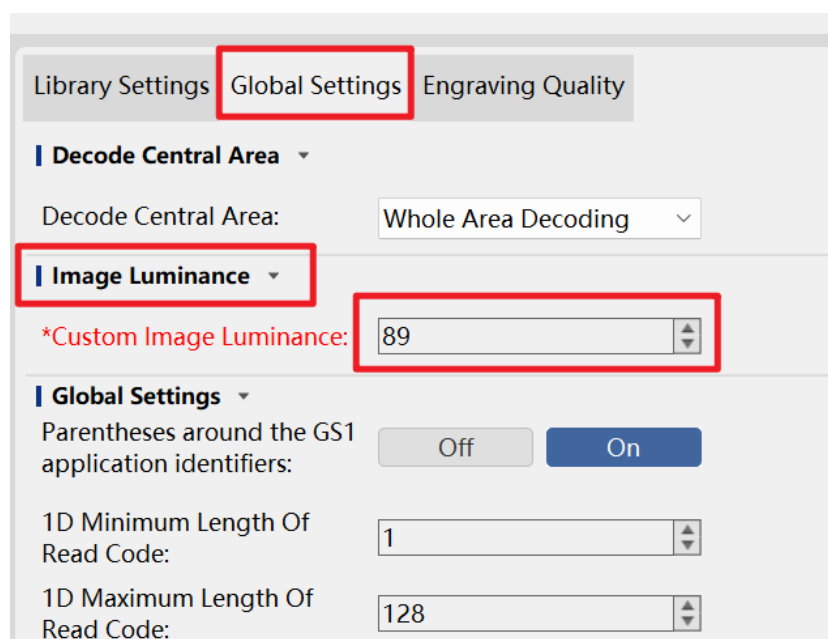 Library Settings Global Settings Engraving Quality
Decode Central Area
Decode Central Area: Whole Area Decoding
Image Luminance
*Custom Image Luminance: 89
Global Settings
Parentheses around the GS1
application identifiers: Off On
1D Minimum Length Of
Read Code: 1
1D Maximum Length Of
Read Code: 128